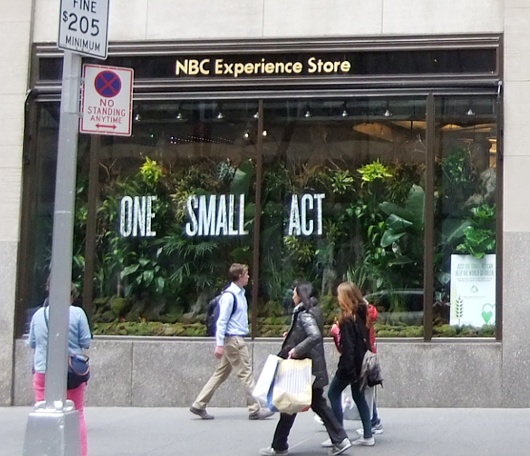 FINE
$205
MINIMUM
NO
STANDING
ANYTIME
NBC Experience Store
ONE SMALL ACT